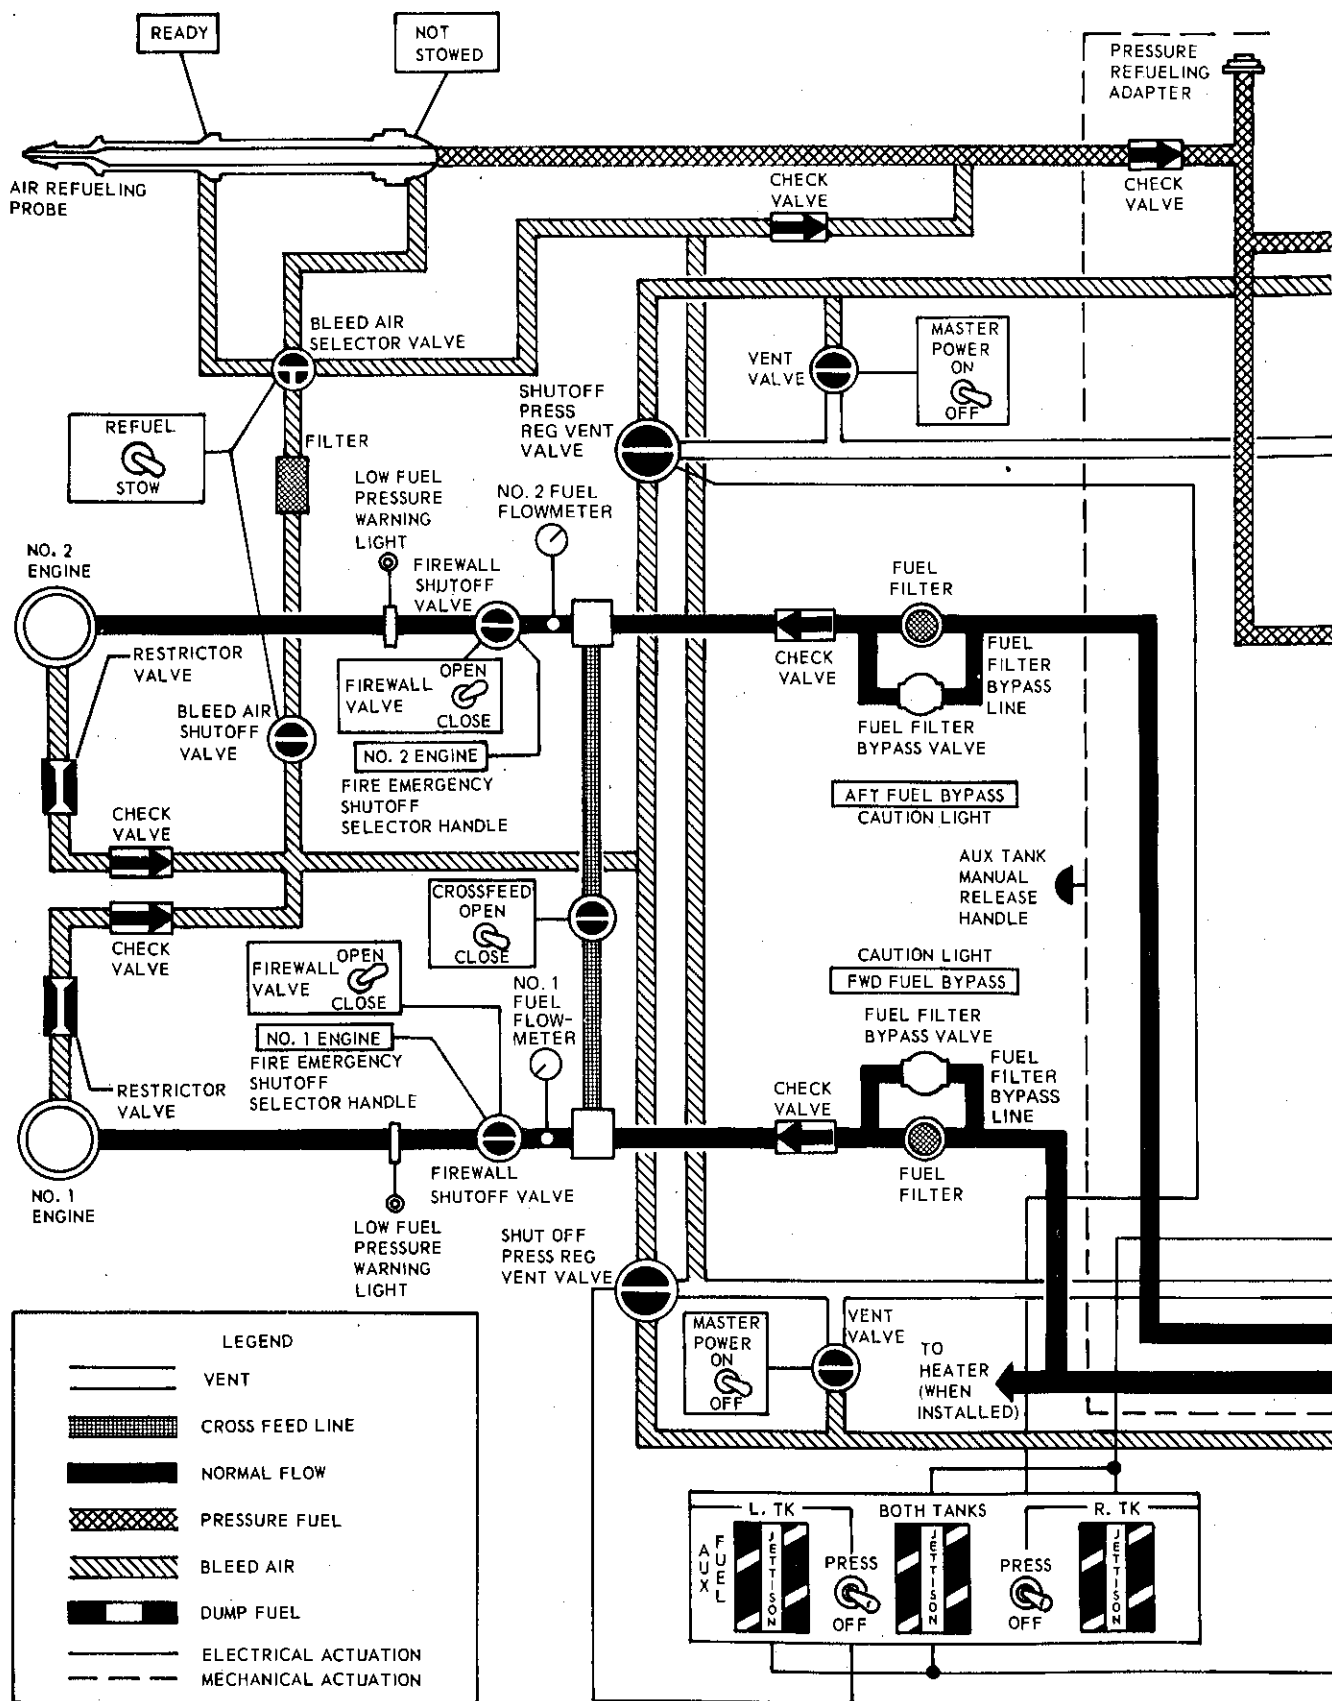 READY
NOT
STOWED
PRESSURE
REFUELING
ADAPTER
AIR REFUELING
PROBE
CHECK
VALVE
CHECK
VALVE
BLEED AIR
SELECTOR VALVE
MASTER
POWER
ON
OFF
VENT
VALVE
SHUTOFF
PRESS
REG VENT
VALVE
REFUEL
STOW
FILTER
LOW FUEL
PRESSURE
WARNING
LIGHT
NO. 2 FUEL
FLOWMETER
NO. 2
ENGINE
FIREWALL
SHUTOFF
VALVE
FUEL
FILTER
RESTRICTOR
VALVE
FIREWALL
VALVE
OPEN
CLOSE
CHECK
VALVE
FUEL
FILTER
BYPASS
LINE
BLEED AIR
SHUTOFF
VALVE
FUEL FILTER
BYPASS VALVE
NO. 2 ENGINE
FIRE EMERGENCY
SHUTOFF
SELECTOR HANDLE
AFT FUEL BYPASS
CAUTION LIGHT
CHECK
VALVE
AUX TANK
MANUAL
RELEASE
HANDLE
CROSSFEED
OPEN
CLOSE
CHECK
VALVE
FIREWALL
VALVE
OPEN
CLOSE
CAUTION LIGHT
FWD FUEL BYPASS
NO. 1
FUEL
FLOW-
METER
FUEL FILTER
BYPASS VALVE
NO. 1 ENGINE
FIRE EMERGENCY
SHUTOFF
SELECTOR HANDLE
FUEL
FILTER
BYPASS
LINE
RESTRICTOR
VALVE
CHECK
VALVE
NO. 1
ENGINE
FIREWALL
SHUTOFF VALVE
FUEL
FILTER
LOW FUEL
PRESSURE
WARNING
LIGHT
SHUT OFF
PRESS REG
VENT VALVE
MASTER
POWER
ON
OFF
VENT
VALVE
TO
HEATER
(WHEN
INSTALLED)
LEGEND
VENT
CROSS FEED LINE
NORMAL FLOW
PRESSURE FUEL
BLEED AIR
DUMP FUEL
ELECTRICAL ACTUATION
MECHANICAL ACTUATION
L. TK
BOTH TANKS
R. TK
AUX
FUEL
JETTISON
PRESS
OFF
JETTISON
PRESS
OFF
JETTISON